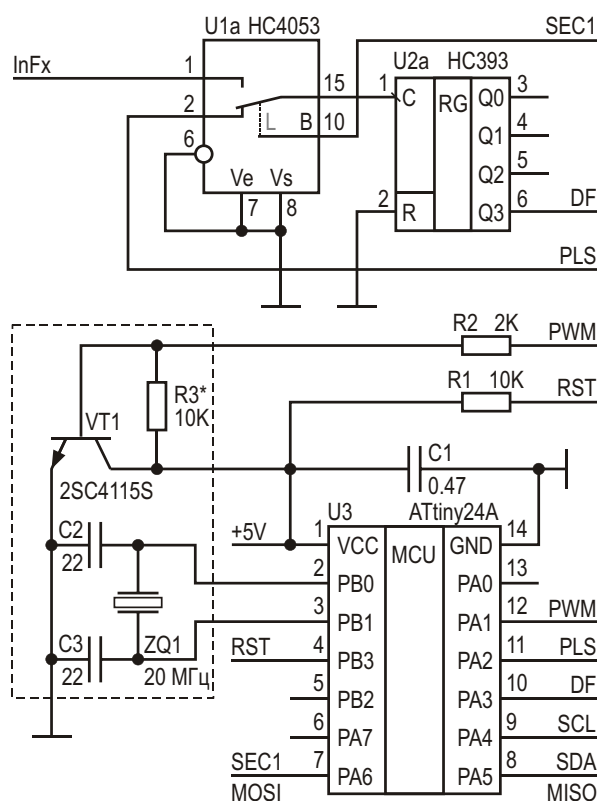 U1a HC4053
SEC1
InFx
1
15
1
U2a HC393
2
L B
10
C
RG
Q0
3
Q1
4
6
Q2
5
Ve Vs
2
R
Q3
6
DF
7
8
PLS
R2 2K
PWM
R3*
10K
R1 10K
RST
VT1
C1
2SC4115S
0.47
U3
ATtiny24A
C2
+5V
1
VCC
MCU
GND
14
22
2
PB0
PA0
13
3
PB1
PA1
12
PWM
C3
ZQ1
RST
4
PB3
PA2
11
PLS
22
20 МГц
5
PB2
PA3
10
DF
6
PA7
PA4
9
SCL
SEC1
7
PA6
PA5
8
SDA
MOSI
MISO